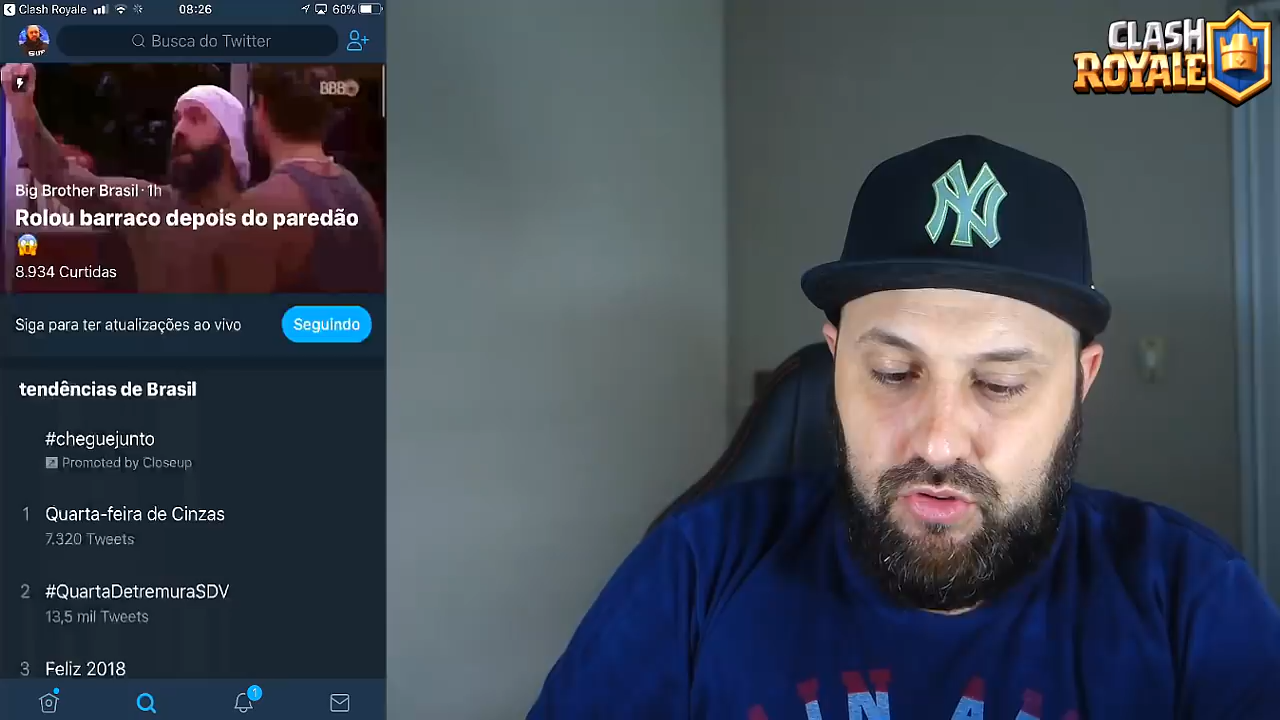 Clash Royale
08:26
60%
Busca do Twitter
BBB
Big Brother Brasil · 1h
Rolou barraco depois do paredão
8.934 Curtidas
Siga para ter atualizações ao vivo
Seguindo
tendências de Brasil
#cheguejunto
Promoted by Closeup
1 Quarta-feira de Cinzas
7.320 Tweets
2 #QuartaDetremuraSDV
13,5 mil Tweets
3 Feliz 2018
1
CLASH
ROYALE
NY